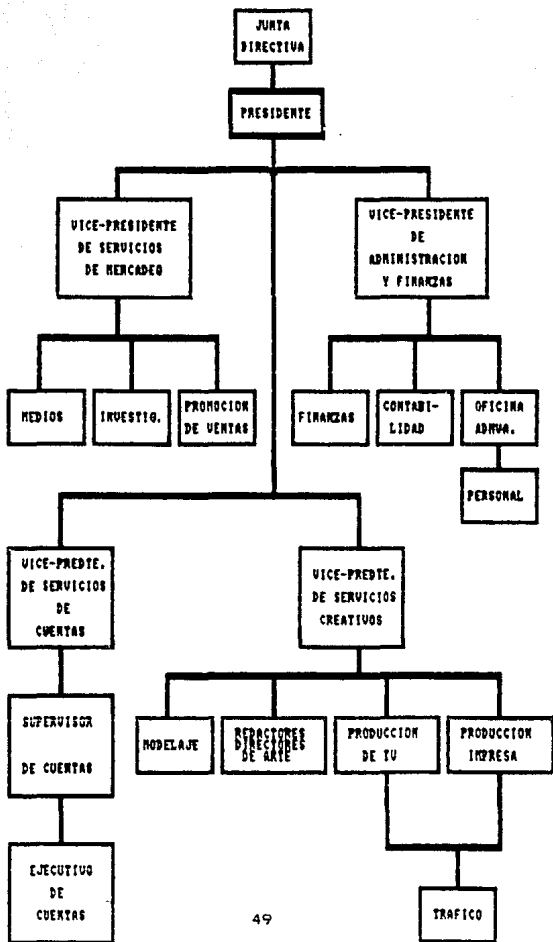 JUNTA
DIRECTIVA
PRESIDENTE
VICE-PRESIDENTE
DE SERVICIOS
DE MERCADEO
VICE-PRESIDENTE
DE
ADMINISTRACION
Y FINANZAS
MEDIOS
INVESTIG.
PROMOCION
DE VENTAS
FINANZAS
CONTABI-
LIDAD
OFICINA
ADMVA.
PERSONAL
VICE-PREDTE.
DE SERVICIOS
DE
CUENTAS
VICE-PREDTE.
DE SERVICIOS
CREATIVOS
SUPERVISOR
DE CUENTAS
MODELAJE
REDACTORES
DIRECTORES
DE ARTE
PRODUCCION
DE TV
PRODUCCION
IMPRESA
EJECUTIVO
DE
CUENTAS
TRAFICO
49